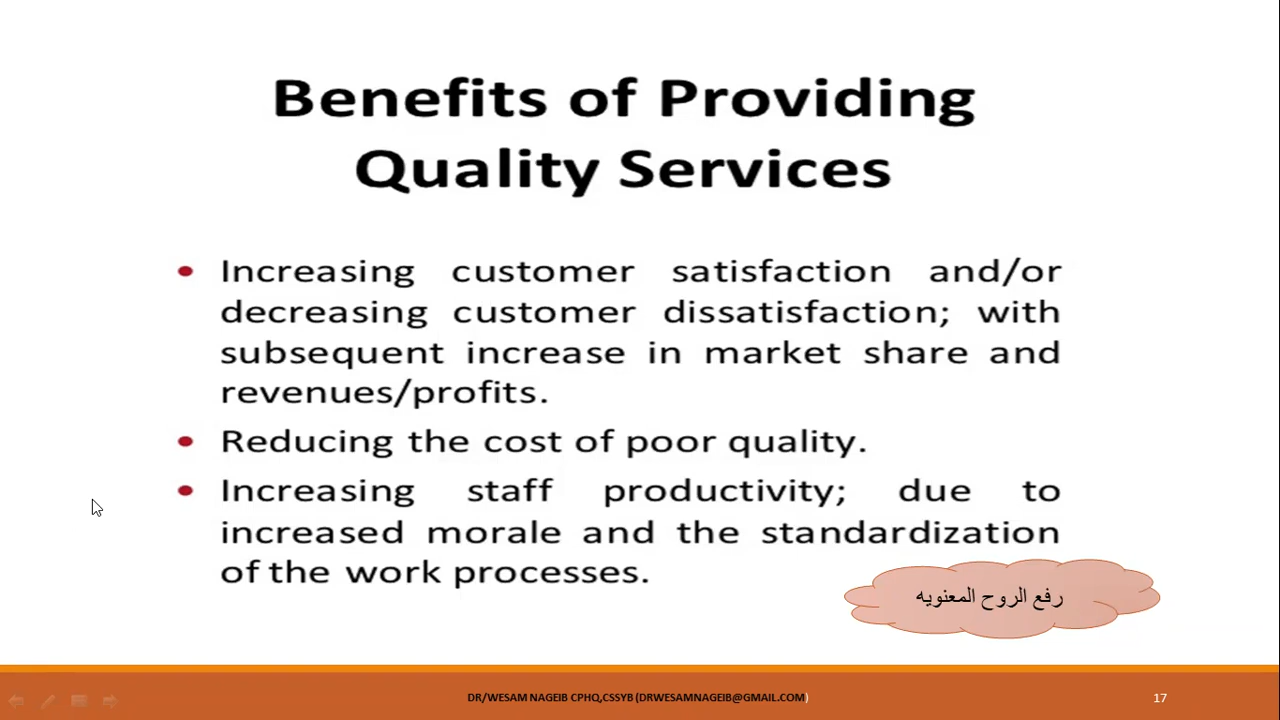 Benefits of Providing
Quality Services
• Increasing customer satisfaction and/or
decreasing customer dissatisfaction; with
subsequent increase in market share and
revenues/profits.
• Reducing the cost of poor quality.
• Increasing staff productivity; due to
increased morale and the standardization
of the work processes.
رفع الروح المعنويه
DR/WESAM NAGEIB CPHQ,CSSYB (DRWESAMNAGEIB@GMAIL.COM)
17